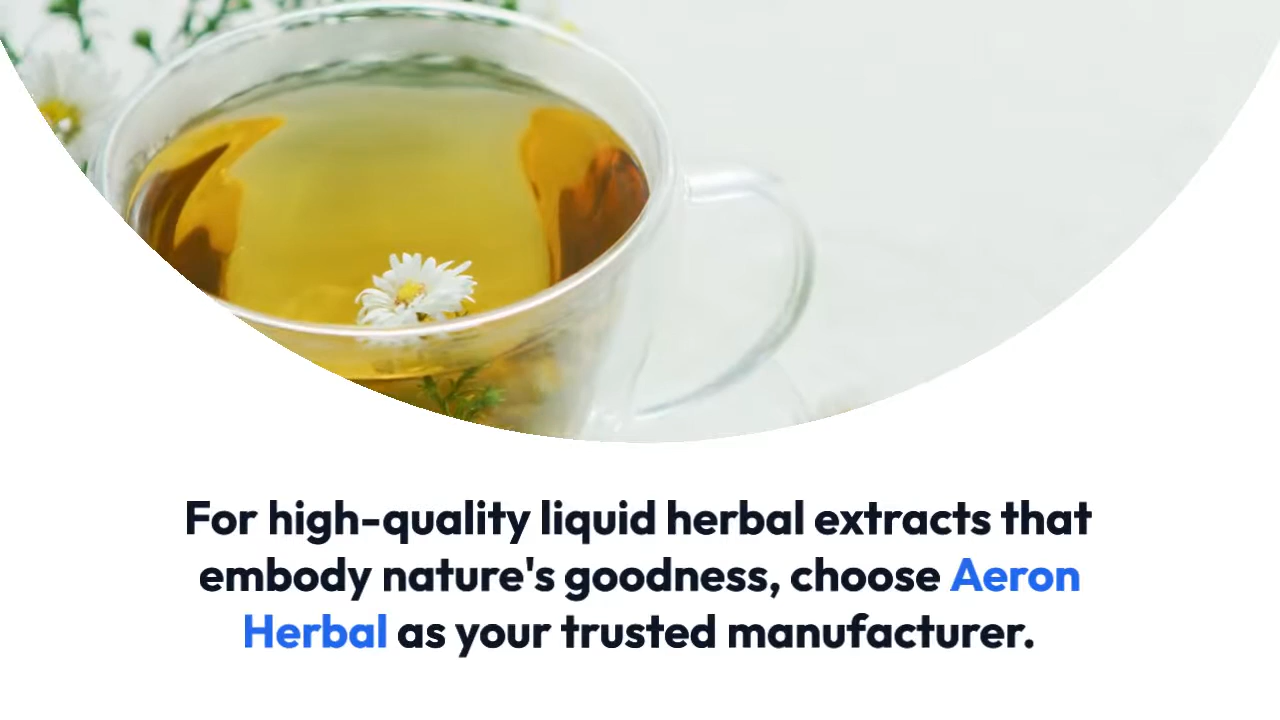 For high-quality liquid herbal extracts that
embody nature's goodness, choose Aeron
Herbal as your trusted manufacturer.